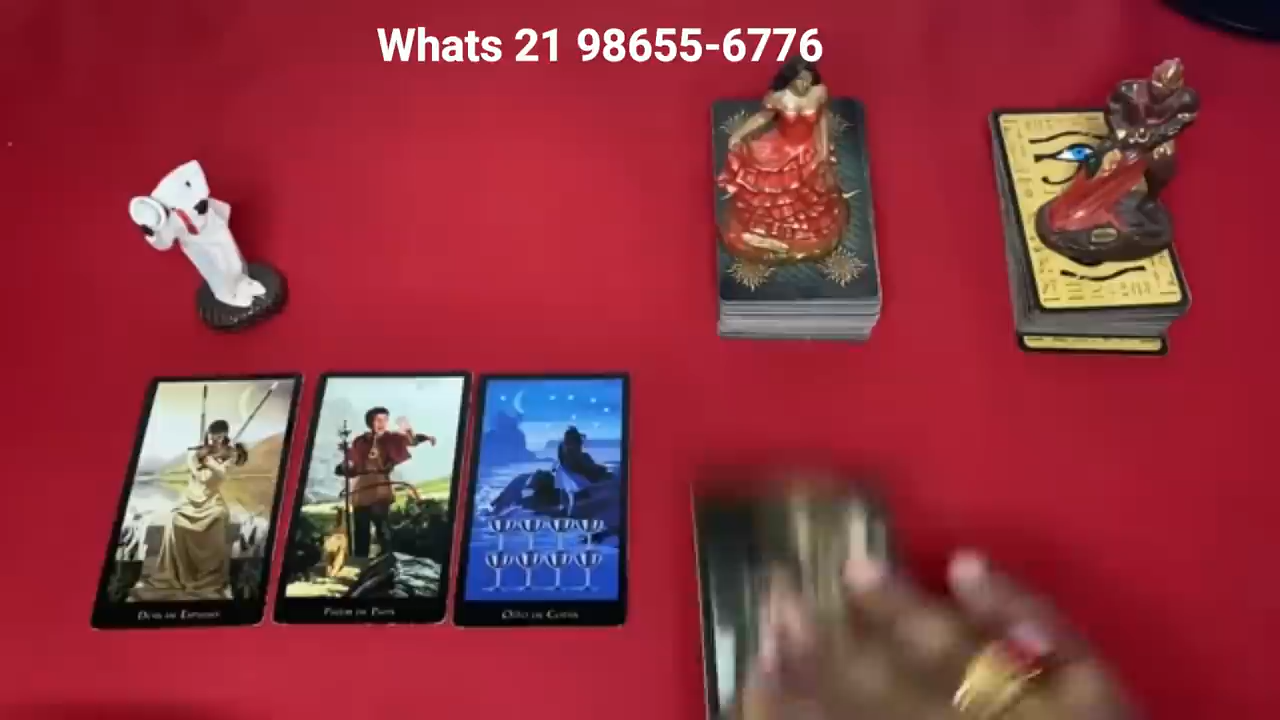 Whats 21 98655-6776
Dois de Espadas
Pajem de Paus
Oito de Copas